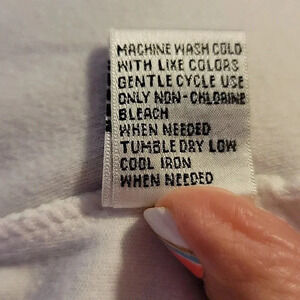 MACHINE WASH COLD
WITH LIKE COLORS
GENTLE CYCLE USE
ONLY NON-CHLORINE
BLEACH
WHEN NEEDED
TUMBLE DRY LOW
COOL IRON
WHEN NEEDED